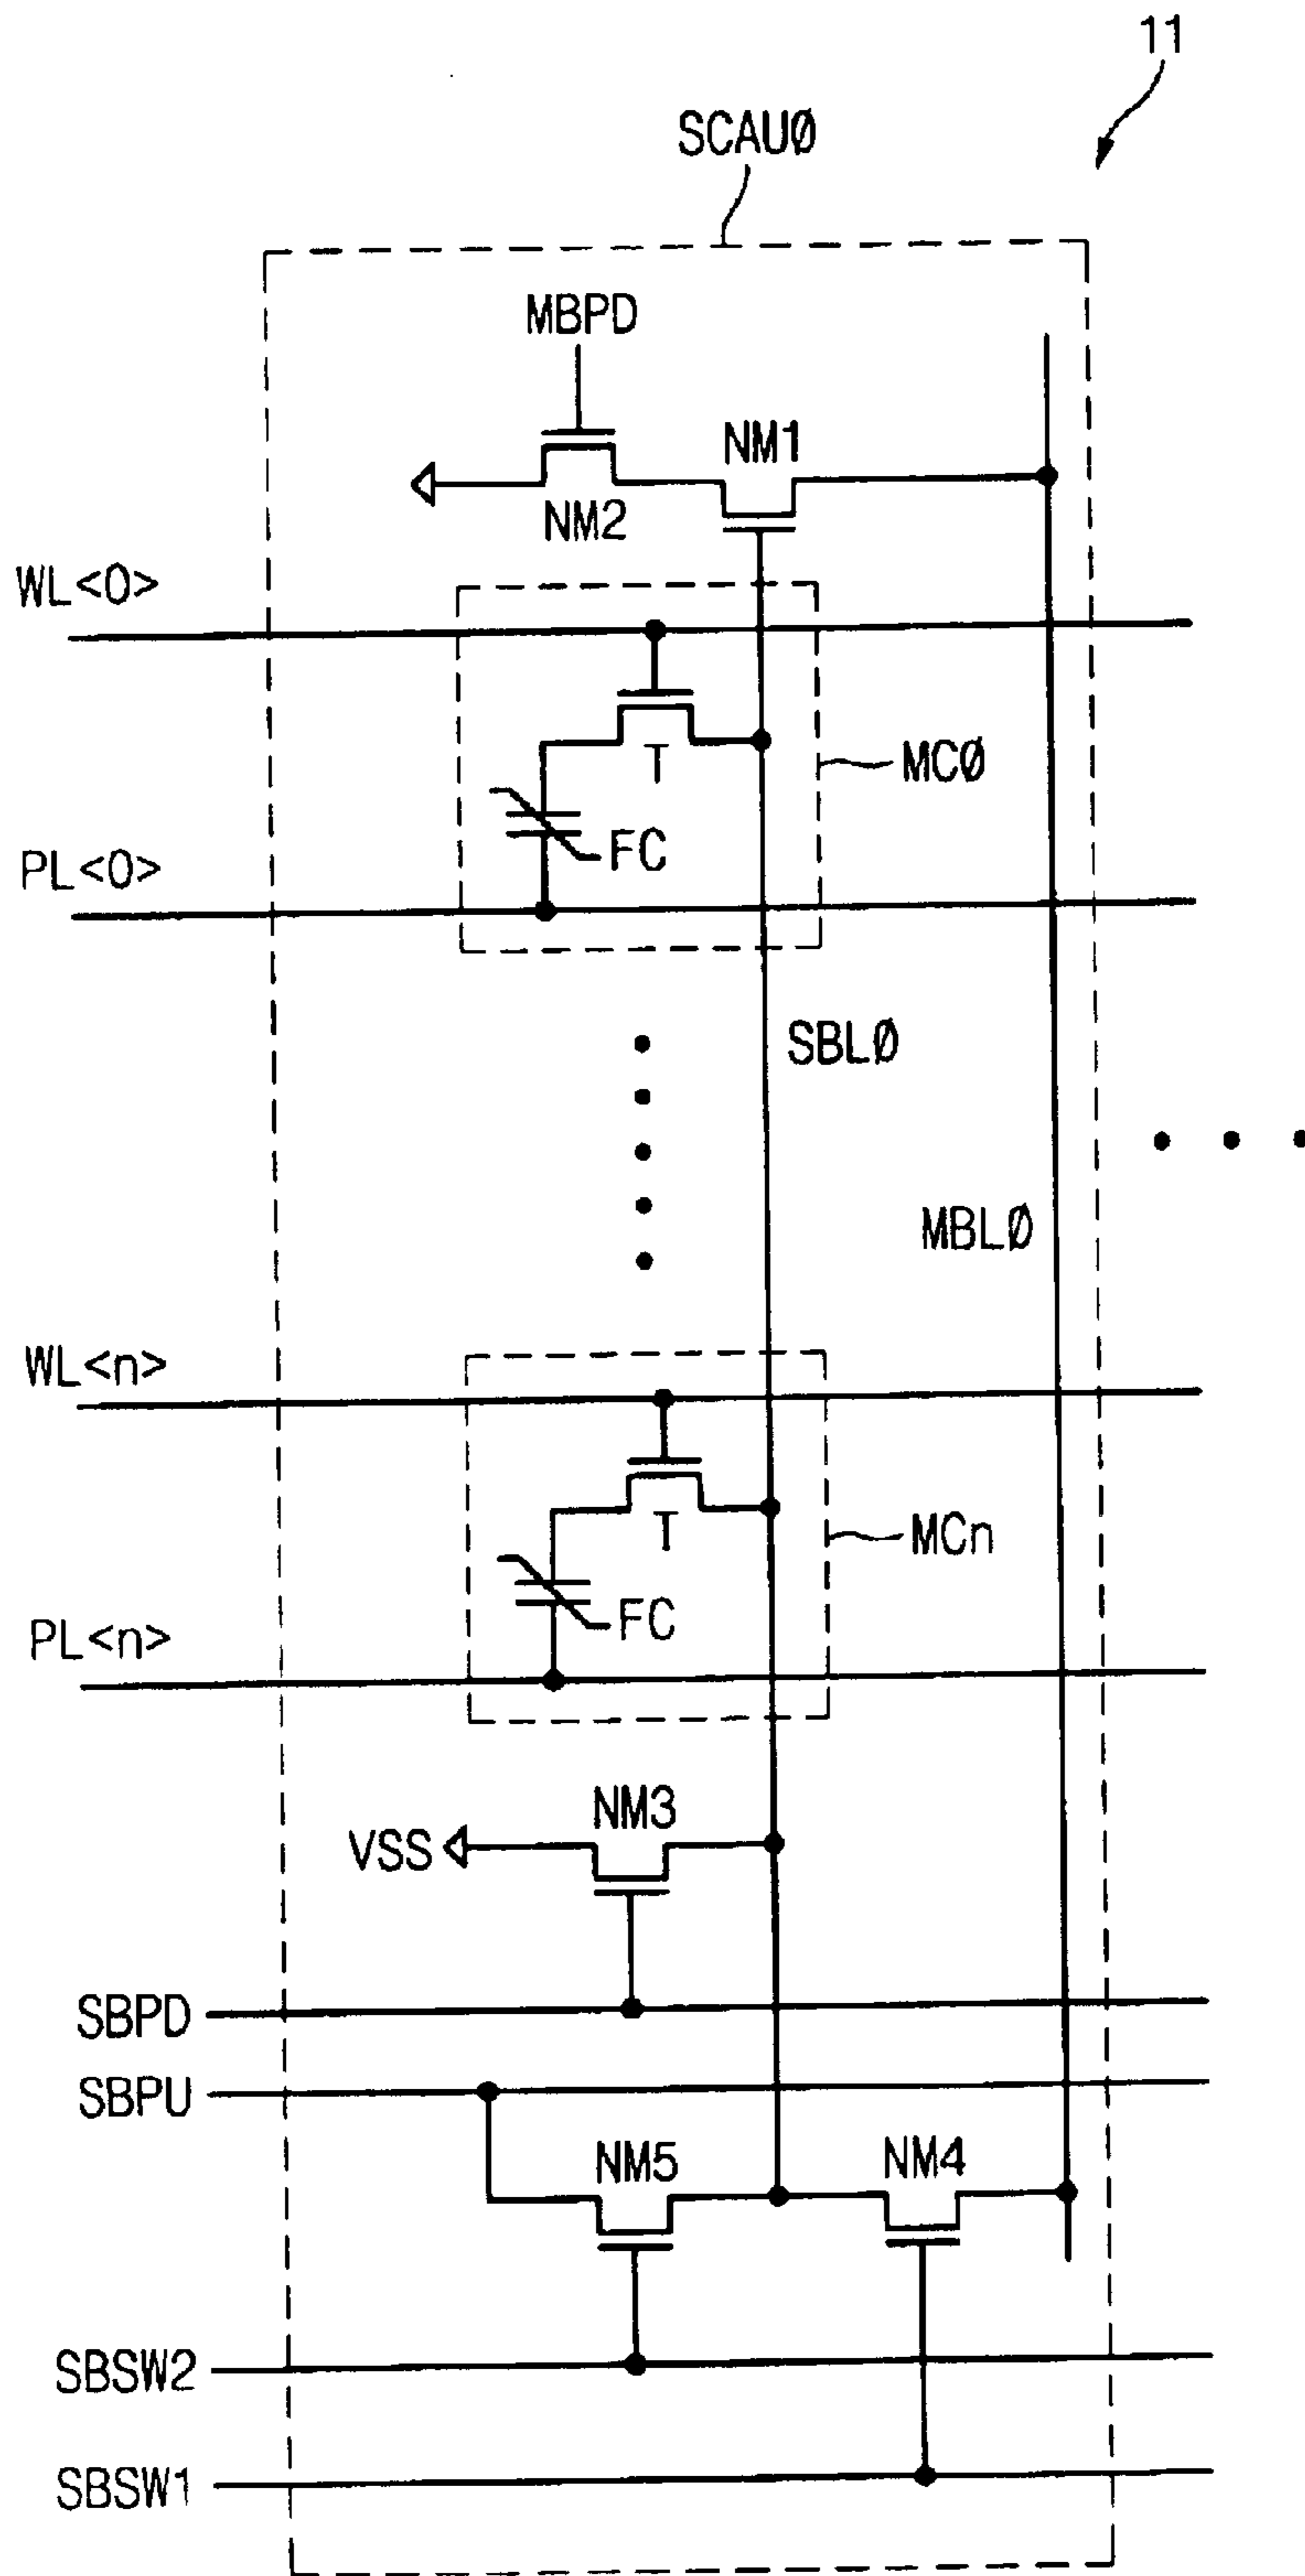 11
SCAUØ
MBPD
NM1
NM2
WL<0>
T
MCØ
FC
PL<0>
SBLØ
MBLØ
WL<n>
T
MCn
FC
PL<n>
NM3
VSS
SBPD
SBPU
NM5
NM4
SBSW2
SBSW1